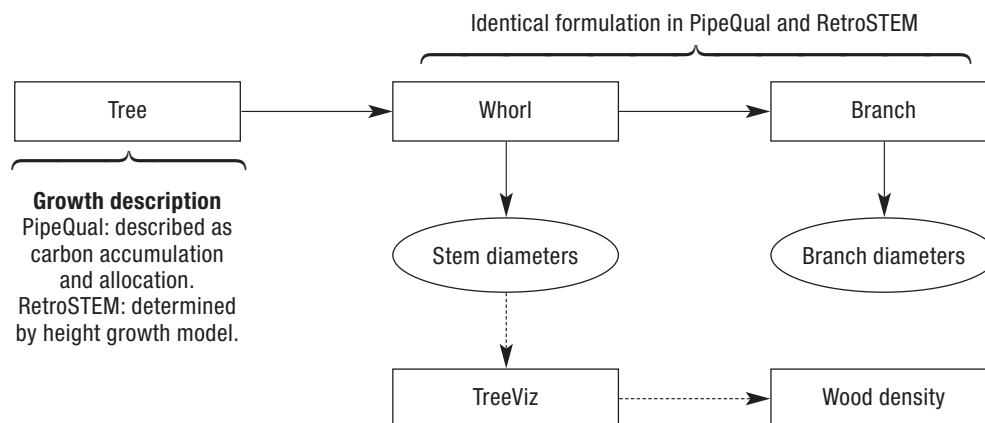 Identical formulation in PipeQual and RetroSTEM
Tree
Whorl
Branch
Growth description
PipeQual: described as
carbon accumulation
and allocation.
RetroSTEM: determined
by height growth model.
Stem diameters
Branch diameters
TreeViz
Wood density